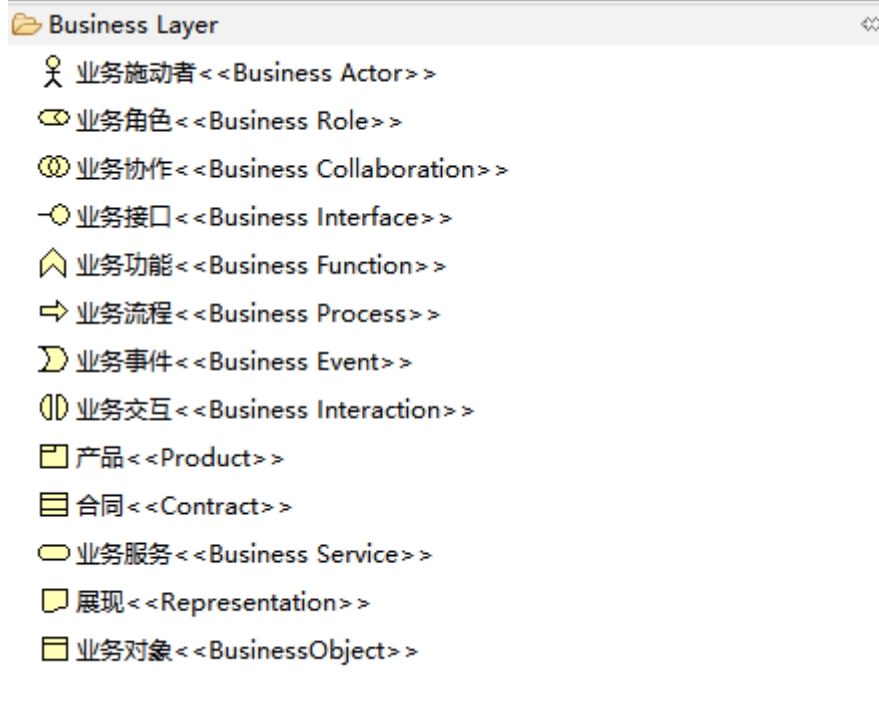 Business Layer
业务施动者<<Business Actor>>
业务角色<<Business Role>>
业务协作<<Business Collaboration>>
业务接口<<Business Interface>>
业务功能<<Business Function>>
业务流程<<Business Process>>
业务事件<<Business Event>>
业务交互<<Business Interaction>>
产品<<Product>>
合同<<Contract>>
业务服务<<Business Service>>
展现<<Representation>>
业务对象<<BusinessObject>>